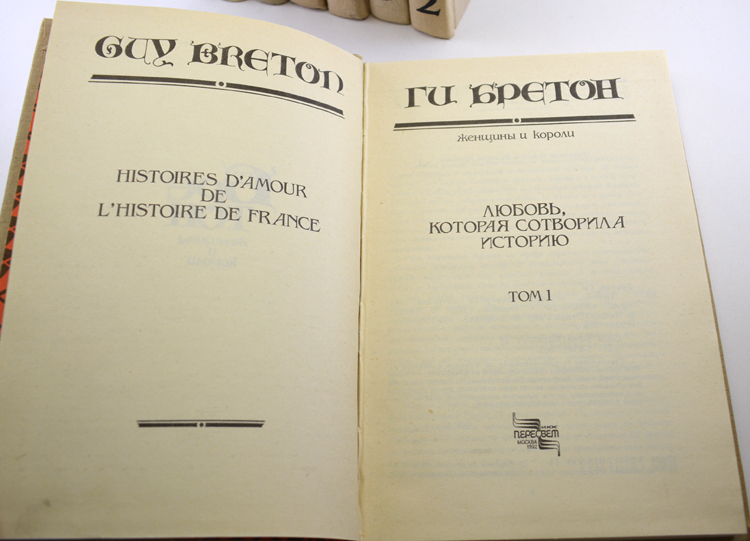 2
GUY BRETON
HISTOIRES D'AMOUR
DE
L'HISTOIRE DE FRANCE
ГИ БРЕТОН
женщины и короли
ЛЮБОВЬ,
КОТОРАЯ СОТВОРИЛА
ИСТОРИЮ
ТОМ 1
ПЕРЕСВЕТ
МОСКВА
1992